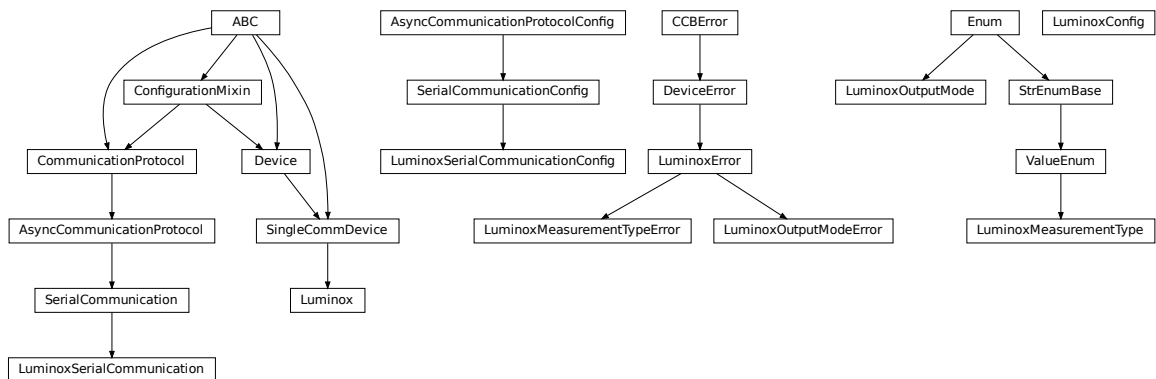 ABC
AsyncCommunicationProtocolConfig
CCBError
Enum
LuminoxConfig
ConfigurationMixin
SerialCommunicationConfig
DeviceError
LuminoxOutputMode
StrEnumBase
CommunicationProtocol
Device
LuminoxSerialCommunicationConfig
LuminoxError
ValueEnum
AsyncCommunicationProtocol
SingleCommDevice
LuminoxMeasurementTypeError
LuminoxOutputModeError
LuminoxMeasurementType
SerialCommunication
Luminox
LuminoxSerialCommunication